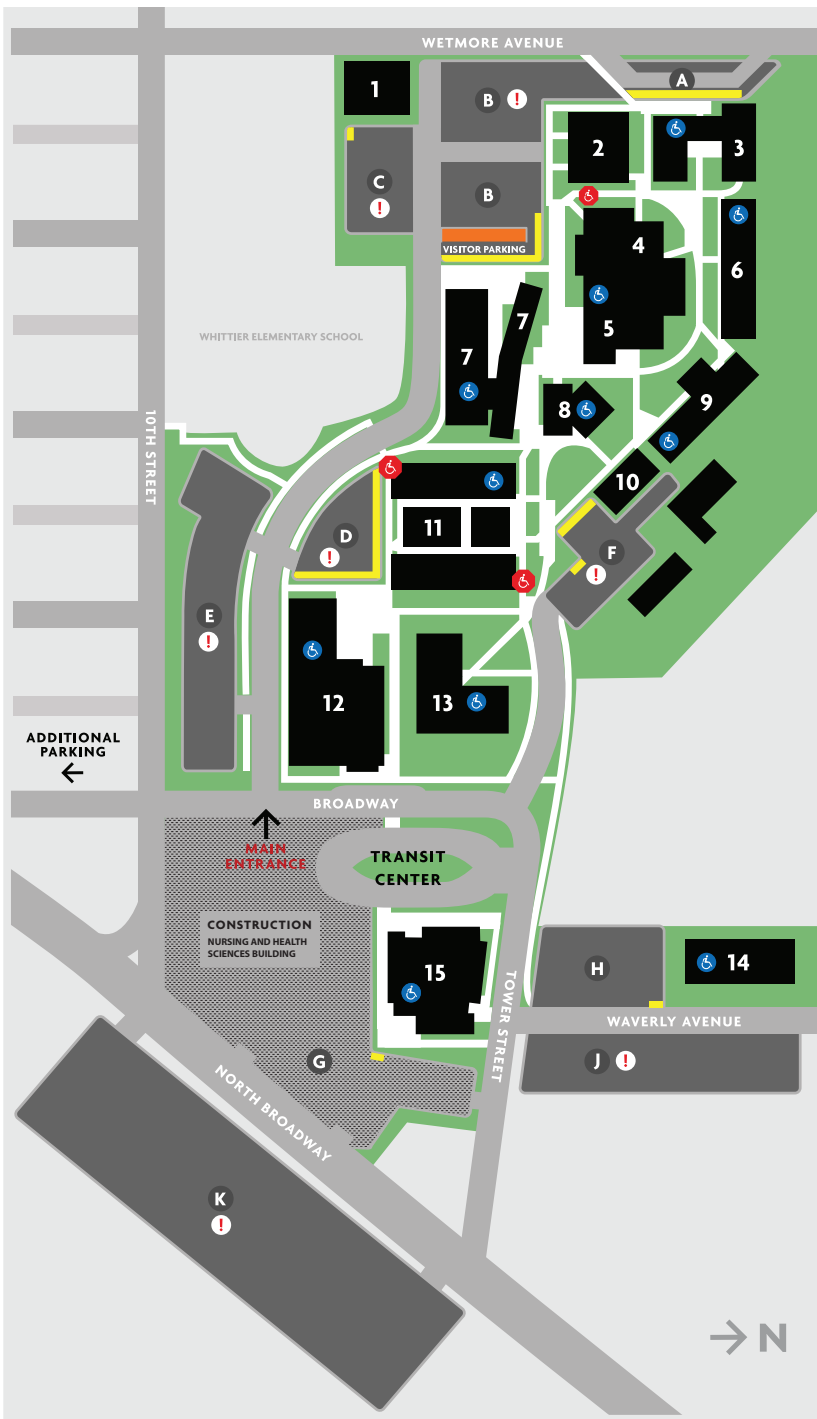 WETMORE AVENUE
A
1
B !
2
3
C
!
B
4
VISITOR PARKING
6
5
7
7
WHITTIER ELEMENTARY SCHOOL
8
9
10TH STREET
10
11
D
!
F
!
E
!
12
13
ADDITIONAL
PARKING
BROADWAY
MAIN
ENTRANCE
TRANSIT
CENTER
CONSTRUCTION
NURSING AND HEALTH
SCIENCES BUILDING
15
H
14
TOWER STREET
WAVERLY AVENUE
G
J !
NORTH BROADWAY
K
!
N